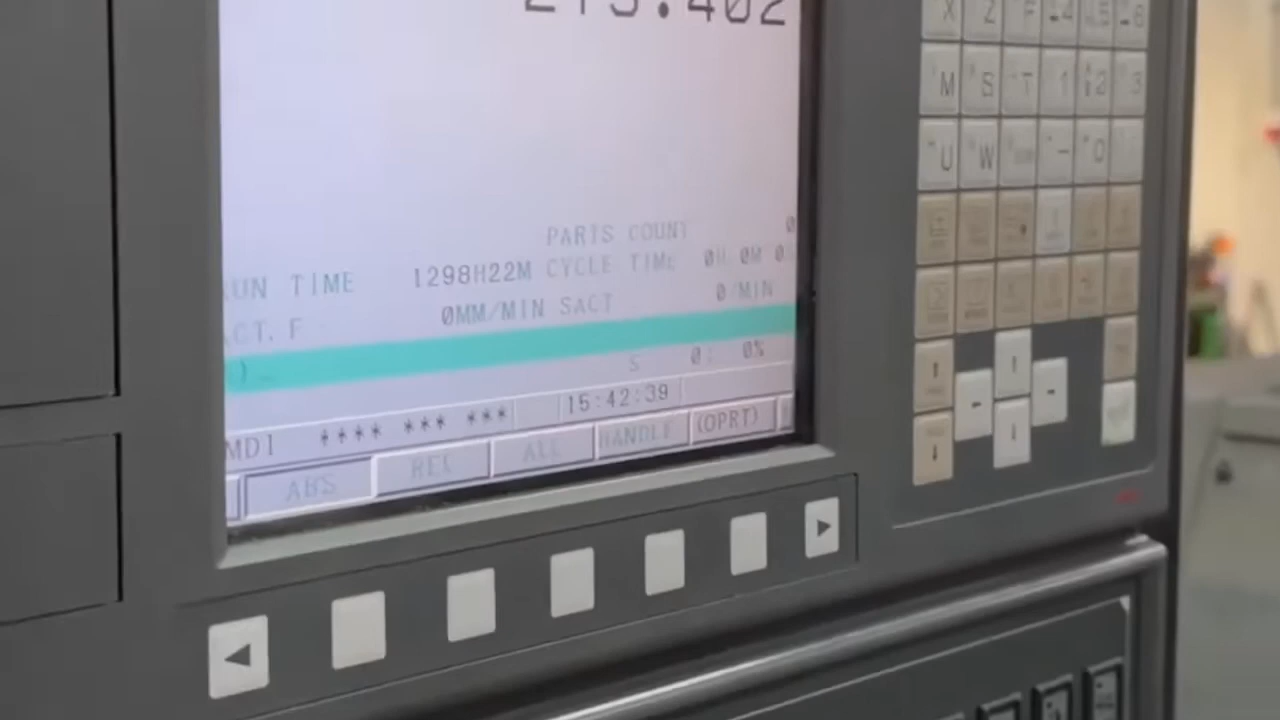 PARTS COUNT 0
UN TIME 1298H22M CYCLE TIME 0H 0M
CT.F 0MM/MIN SACT 0/MIN
)
S 0: 0%
MDI **** *** *** 15:42:39
ABS REL ALL HANDLE (OPRT)
X Z F
M S T 1 2 3
U W - 0